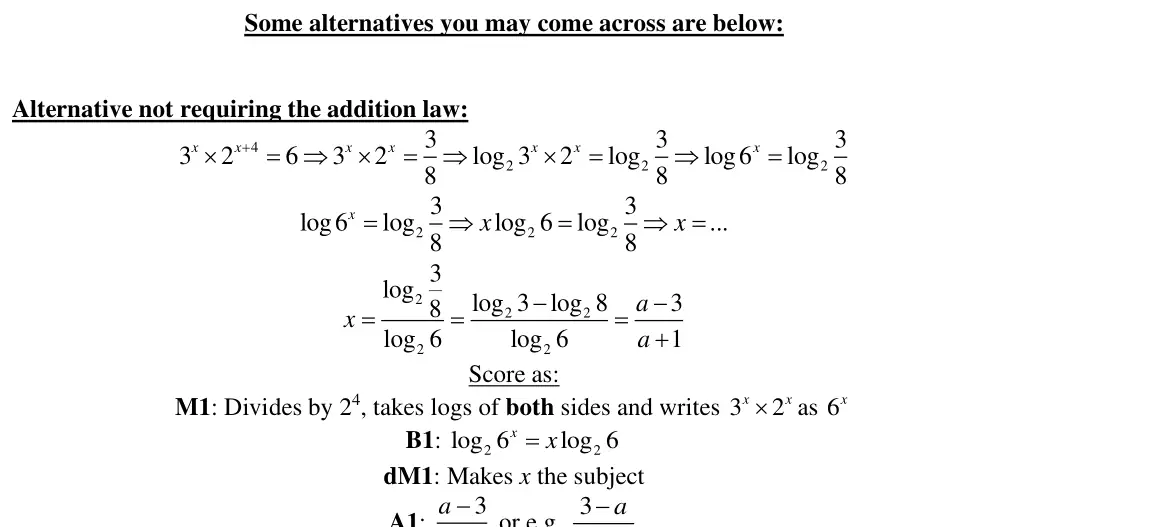 Some alternatives you may come across are below:
Alternative not requiring the addition law:
3^x × 2^{x+4} = 6 ⇒ 3^x × 2^x = 3/8 ⇒ log₂ 3^x × 2^x = log₂ 3/8 ⇒ log 6^x = log₂ 3/8
log 6^x = log₂ 3/8 ⇒ x log₂ 6 = log₂ 3/8 ⇒ x = ...
x = (log₂ 3/8)/(log₂ 6) = (log₂ 3 − log₂ 8)/(log₂ 6) = (a − 3)/(a + 1)
Score as:
M1: Divides by 2⁴, takes logs of both sides and writes 3^x × 2^x as 6^x
B1: log₂ 6^x = x log₂ 6
dM1: Makes x the subject
A1: a − 3 or e.g. 3 − a